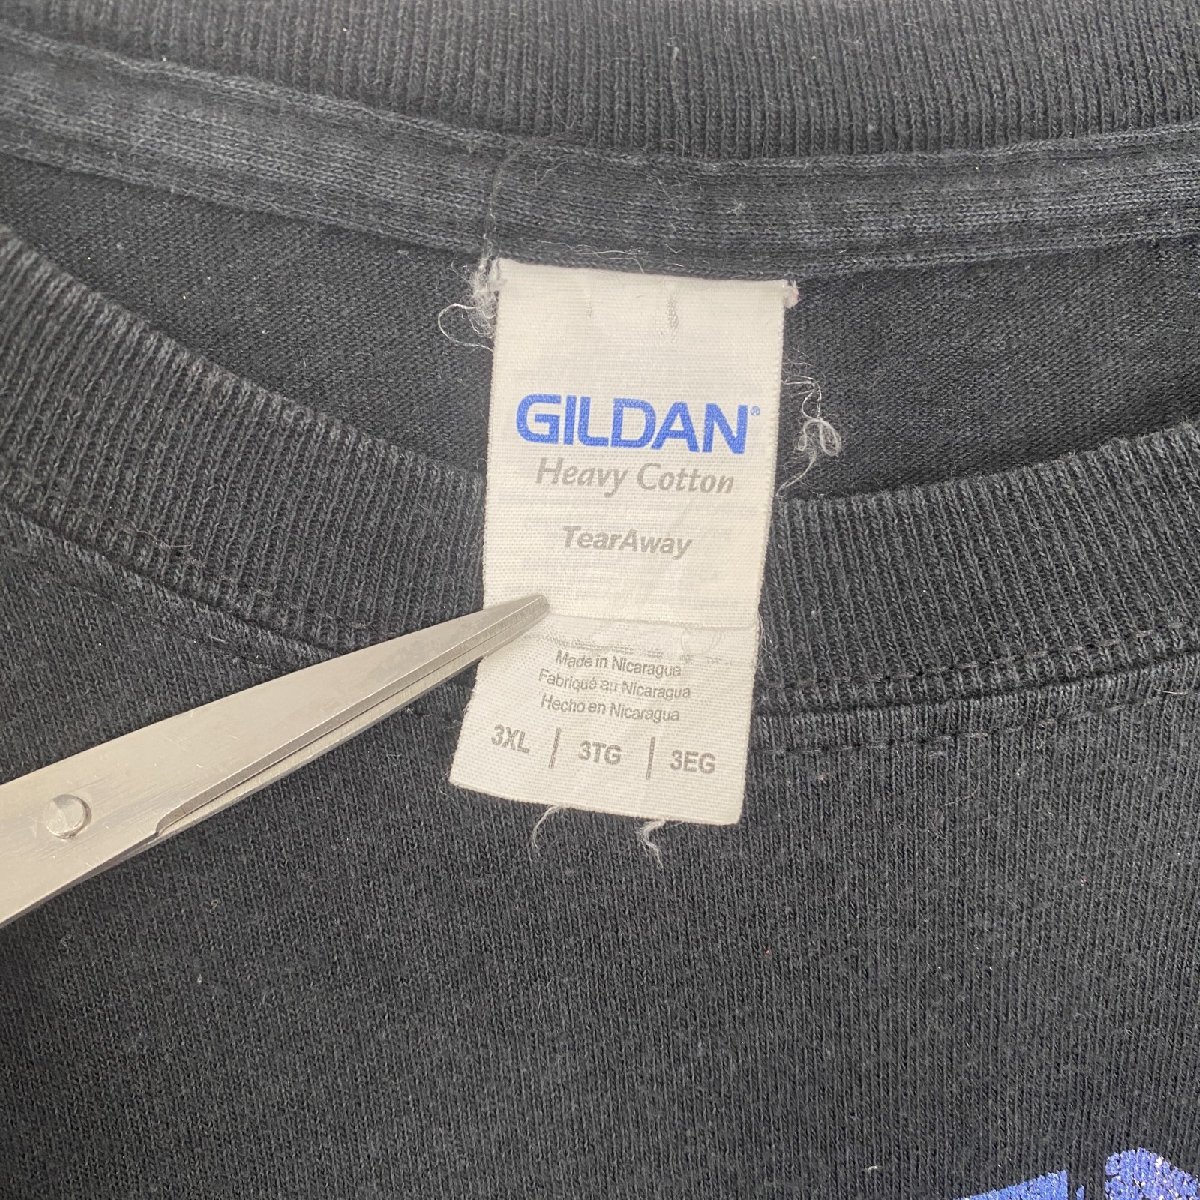 GILDAN®
Heavy Cotton
TearAway
Made in Nicaragua
Fabriqué au Nicaragua
Hecho en Nicaragua
3XL | 3TG | 3EG